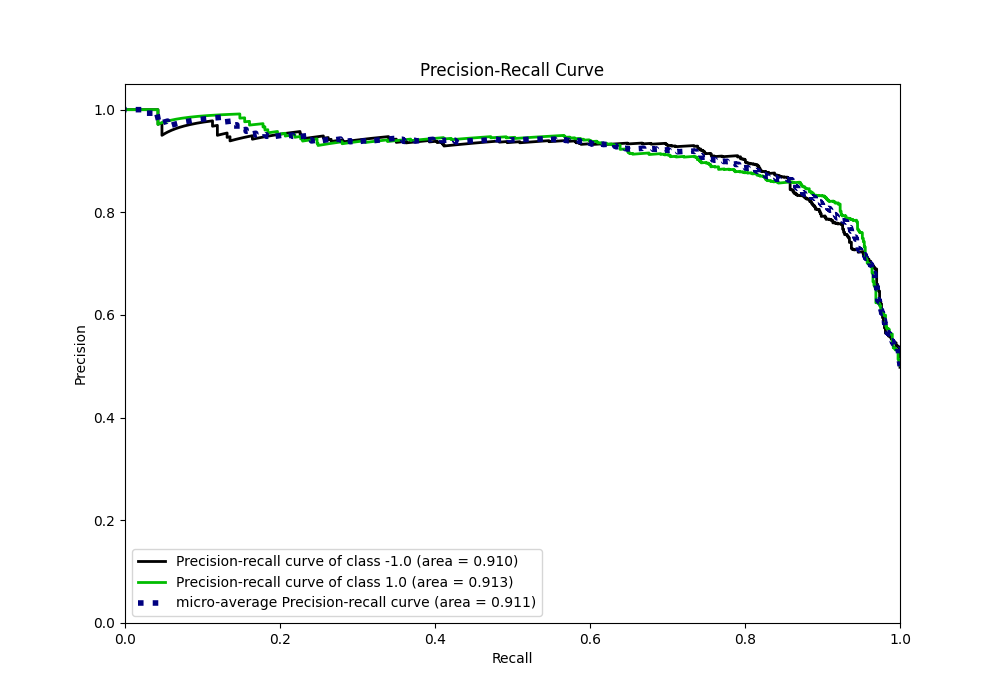 Precision-Recall Curve
1.0
0.8
0.6
0.4
0.2
0.0
Precision
Precision-recall curve of class -1.0 (area = 0.910)
Precision-recall curve of class 1.0 (area = 0.913)
micro-average Precision-recall curve (area = 0.911)
0.0 0.2 0.4 0.6 0.8 1.0
Recall